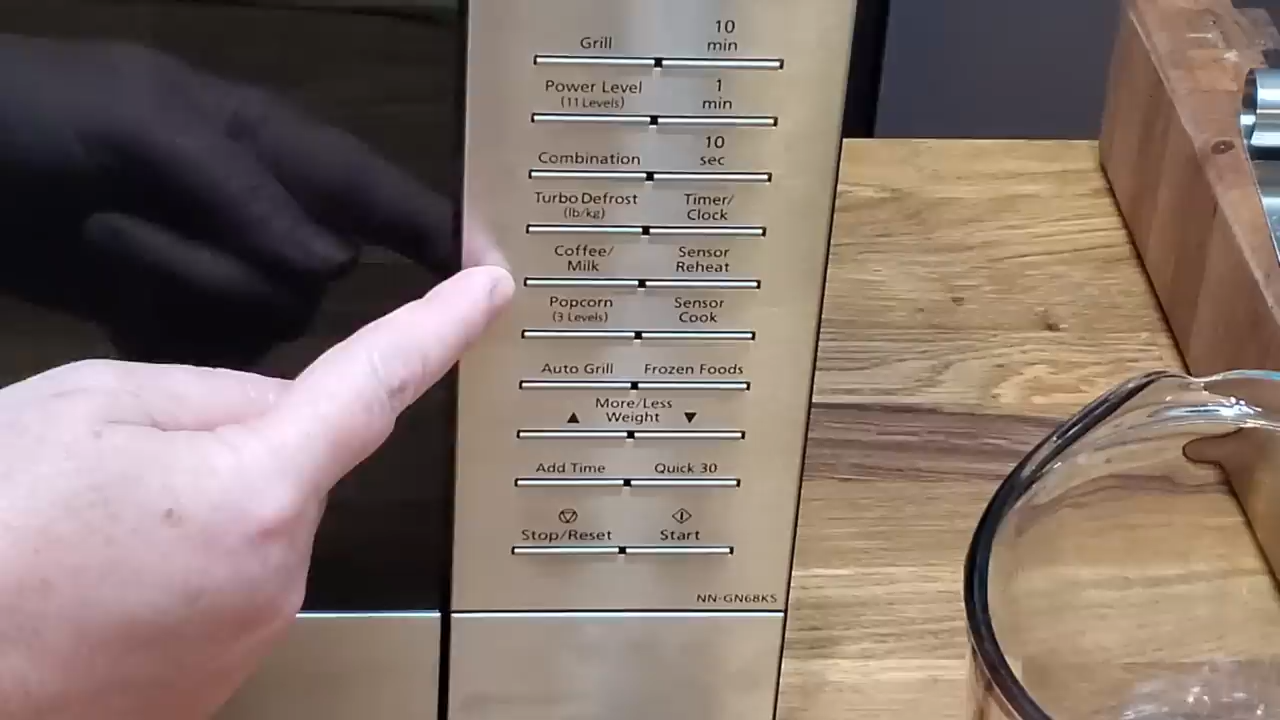 Grill
10
min
Power Level
(11 Levels)
1
min
Combination
10
sec
Turbo Defrost
(lb/kg)
Timer/
Clock
Coffee/
Milk
Sensor
Reheat
Popcorn
(3 Levels)
Sensor
Cook
Auto Grill
Frozen Foods
▲ More/Less ▼
Weight
Add Time
Quick 30
Stop/Reset
Start
NN-GN68KS